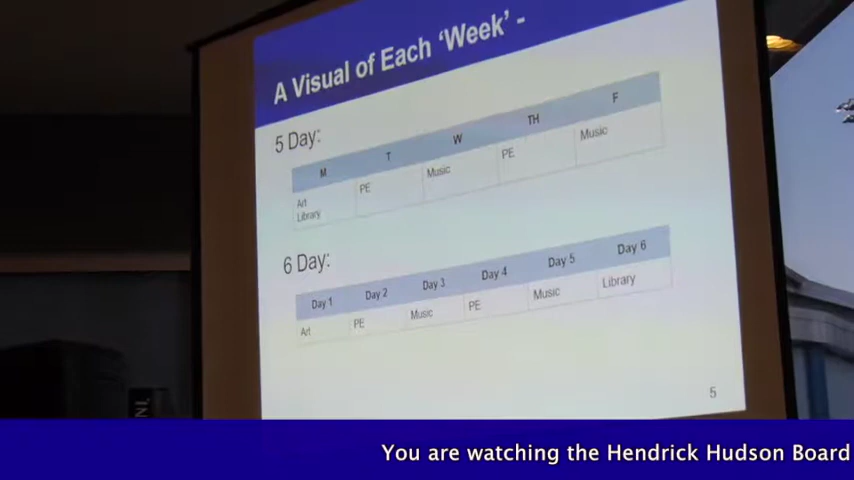 A Visual of Each 'Week' -
5 Day:
M T W TH F
Art PE Music PE Music
Library
6 Day:
Day 1 Day 2 Day 3 Day 4 Day 5 Day 6
Art PE Music PE Music Library
5
NI.
You are watching the Hendrick Hudson Board